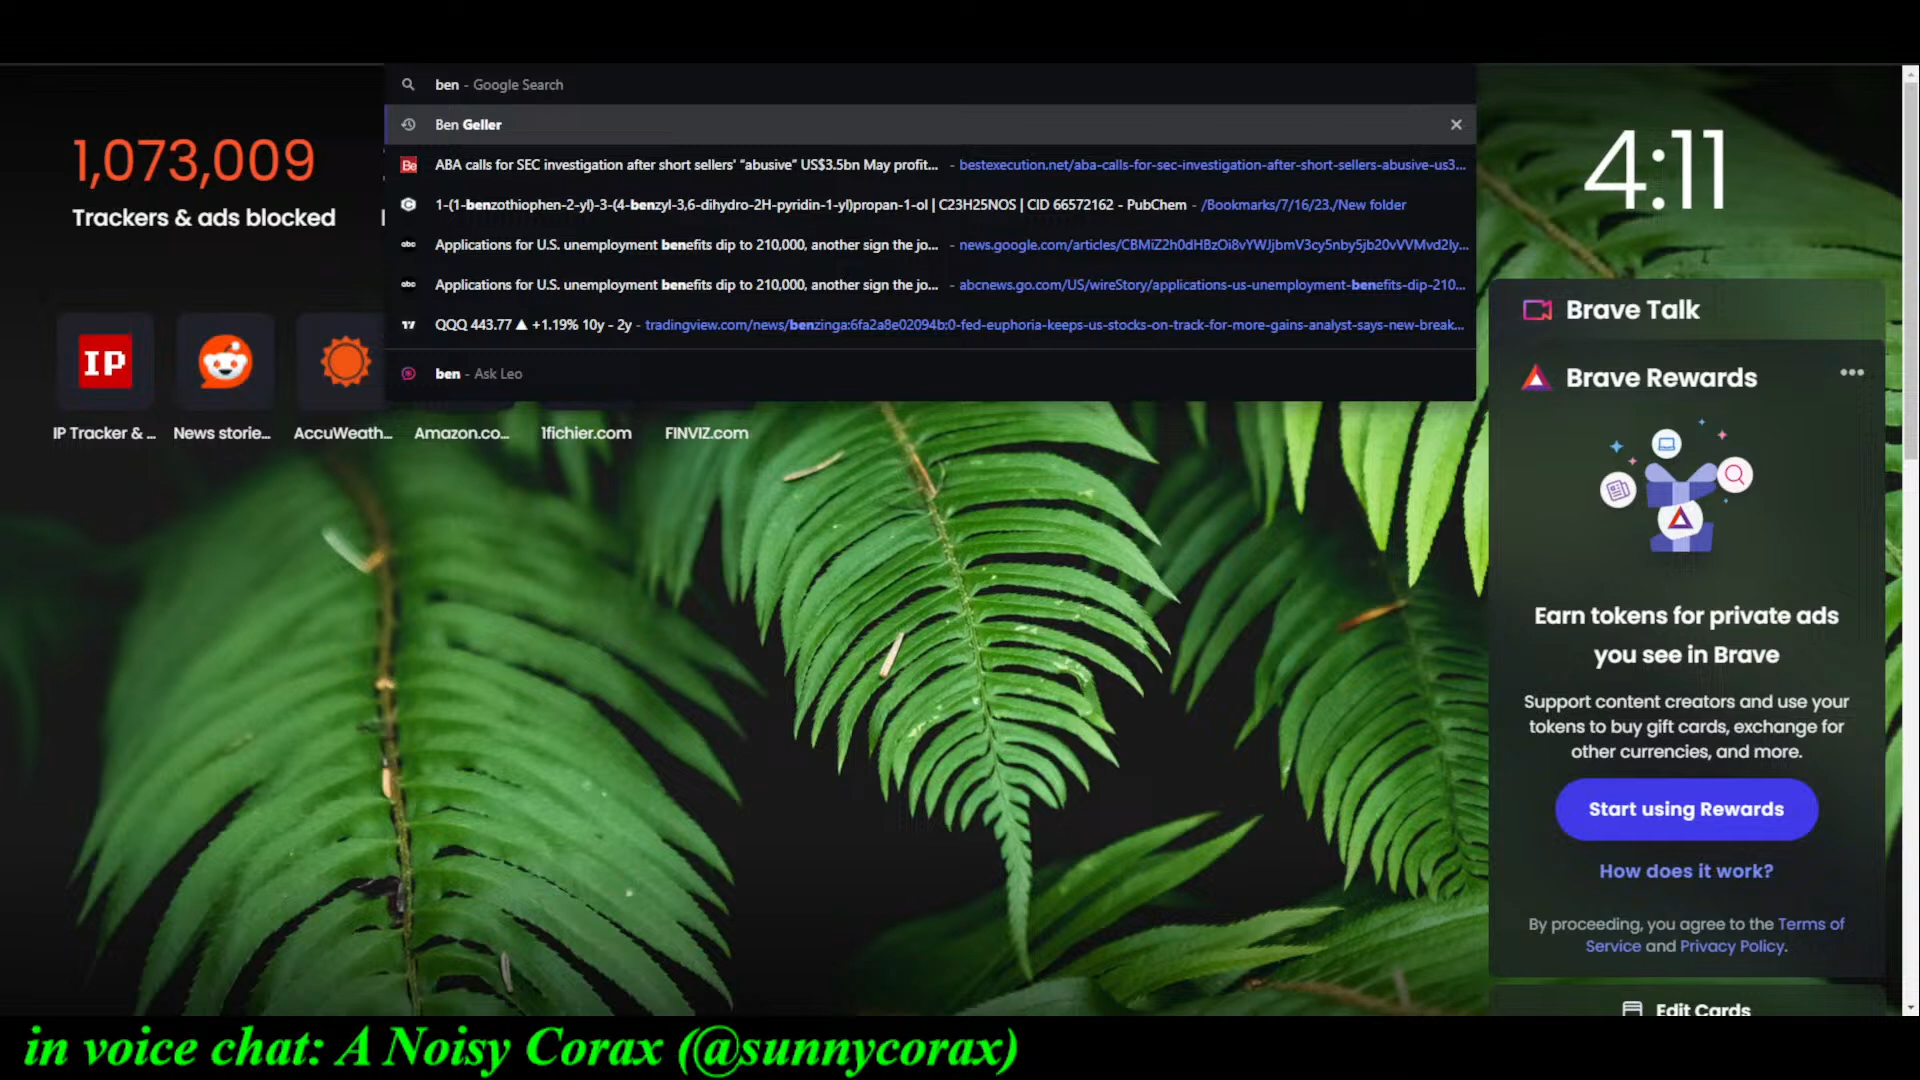 ben - Google Search
Ben Geller
ABA calls for SEC investigation after short sellers' "abusive" US$3.5bn May profit... - bestexecution.net/aba-calls-for-sec-investigation-after-short-sellers-abusive-us3...
1-(1-benzothiophen-2-yl)-3-(4-benzyl-3,6-dihydro-2H-pyridin-1-yl)propan-1-ol | C23H25NOS | CID 66572162 - PubChem - /Bookmarks/7/16/23./New folder
Applications for U.S. unemployment benefits dip to 210,000, another sign the jo... - news.google.com/articles/CBMiZ2h0dHBzOi8vYWJjbmV3cy5nby5jb20vVVMvd2ly...
Applications for U.S. unemployment benefits dip to 210,000, another sign the jo... - abcnews.go.com/US/wireStory/applications-us-unemployment-benefits-dip-210...
QQQ 443.77 ▲ +1.19% 10y - 2y - tradingview.com/news/benzinga:6fa2a8e02094b:0-fed-euphoria-keeps-us-stocks-on-track-for-more-gains-analyst-says-new-break...
ben - Ask Leo
1,073,009
Trackers & ads blocked
4:11
IP
IP Tracker & ...
News storie...
AccuWeath...
Amazon.co...
1fichier.com
FINVIZ.com
Brave Talk
Brave Rewards
Earn tokens for private ads
you see in Brave
Support content creators and use your
tokens to buy gift cards, exchange for
other currencies, and more.
Start using Rewards
How does it work?
By proceeding, you agree to the Terms of
Service and Privacy Policy.
Edit Cards
in voice chat: A Noisy Corax (@sunnycorax)